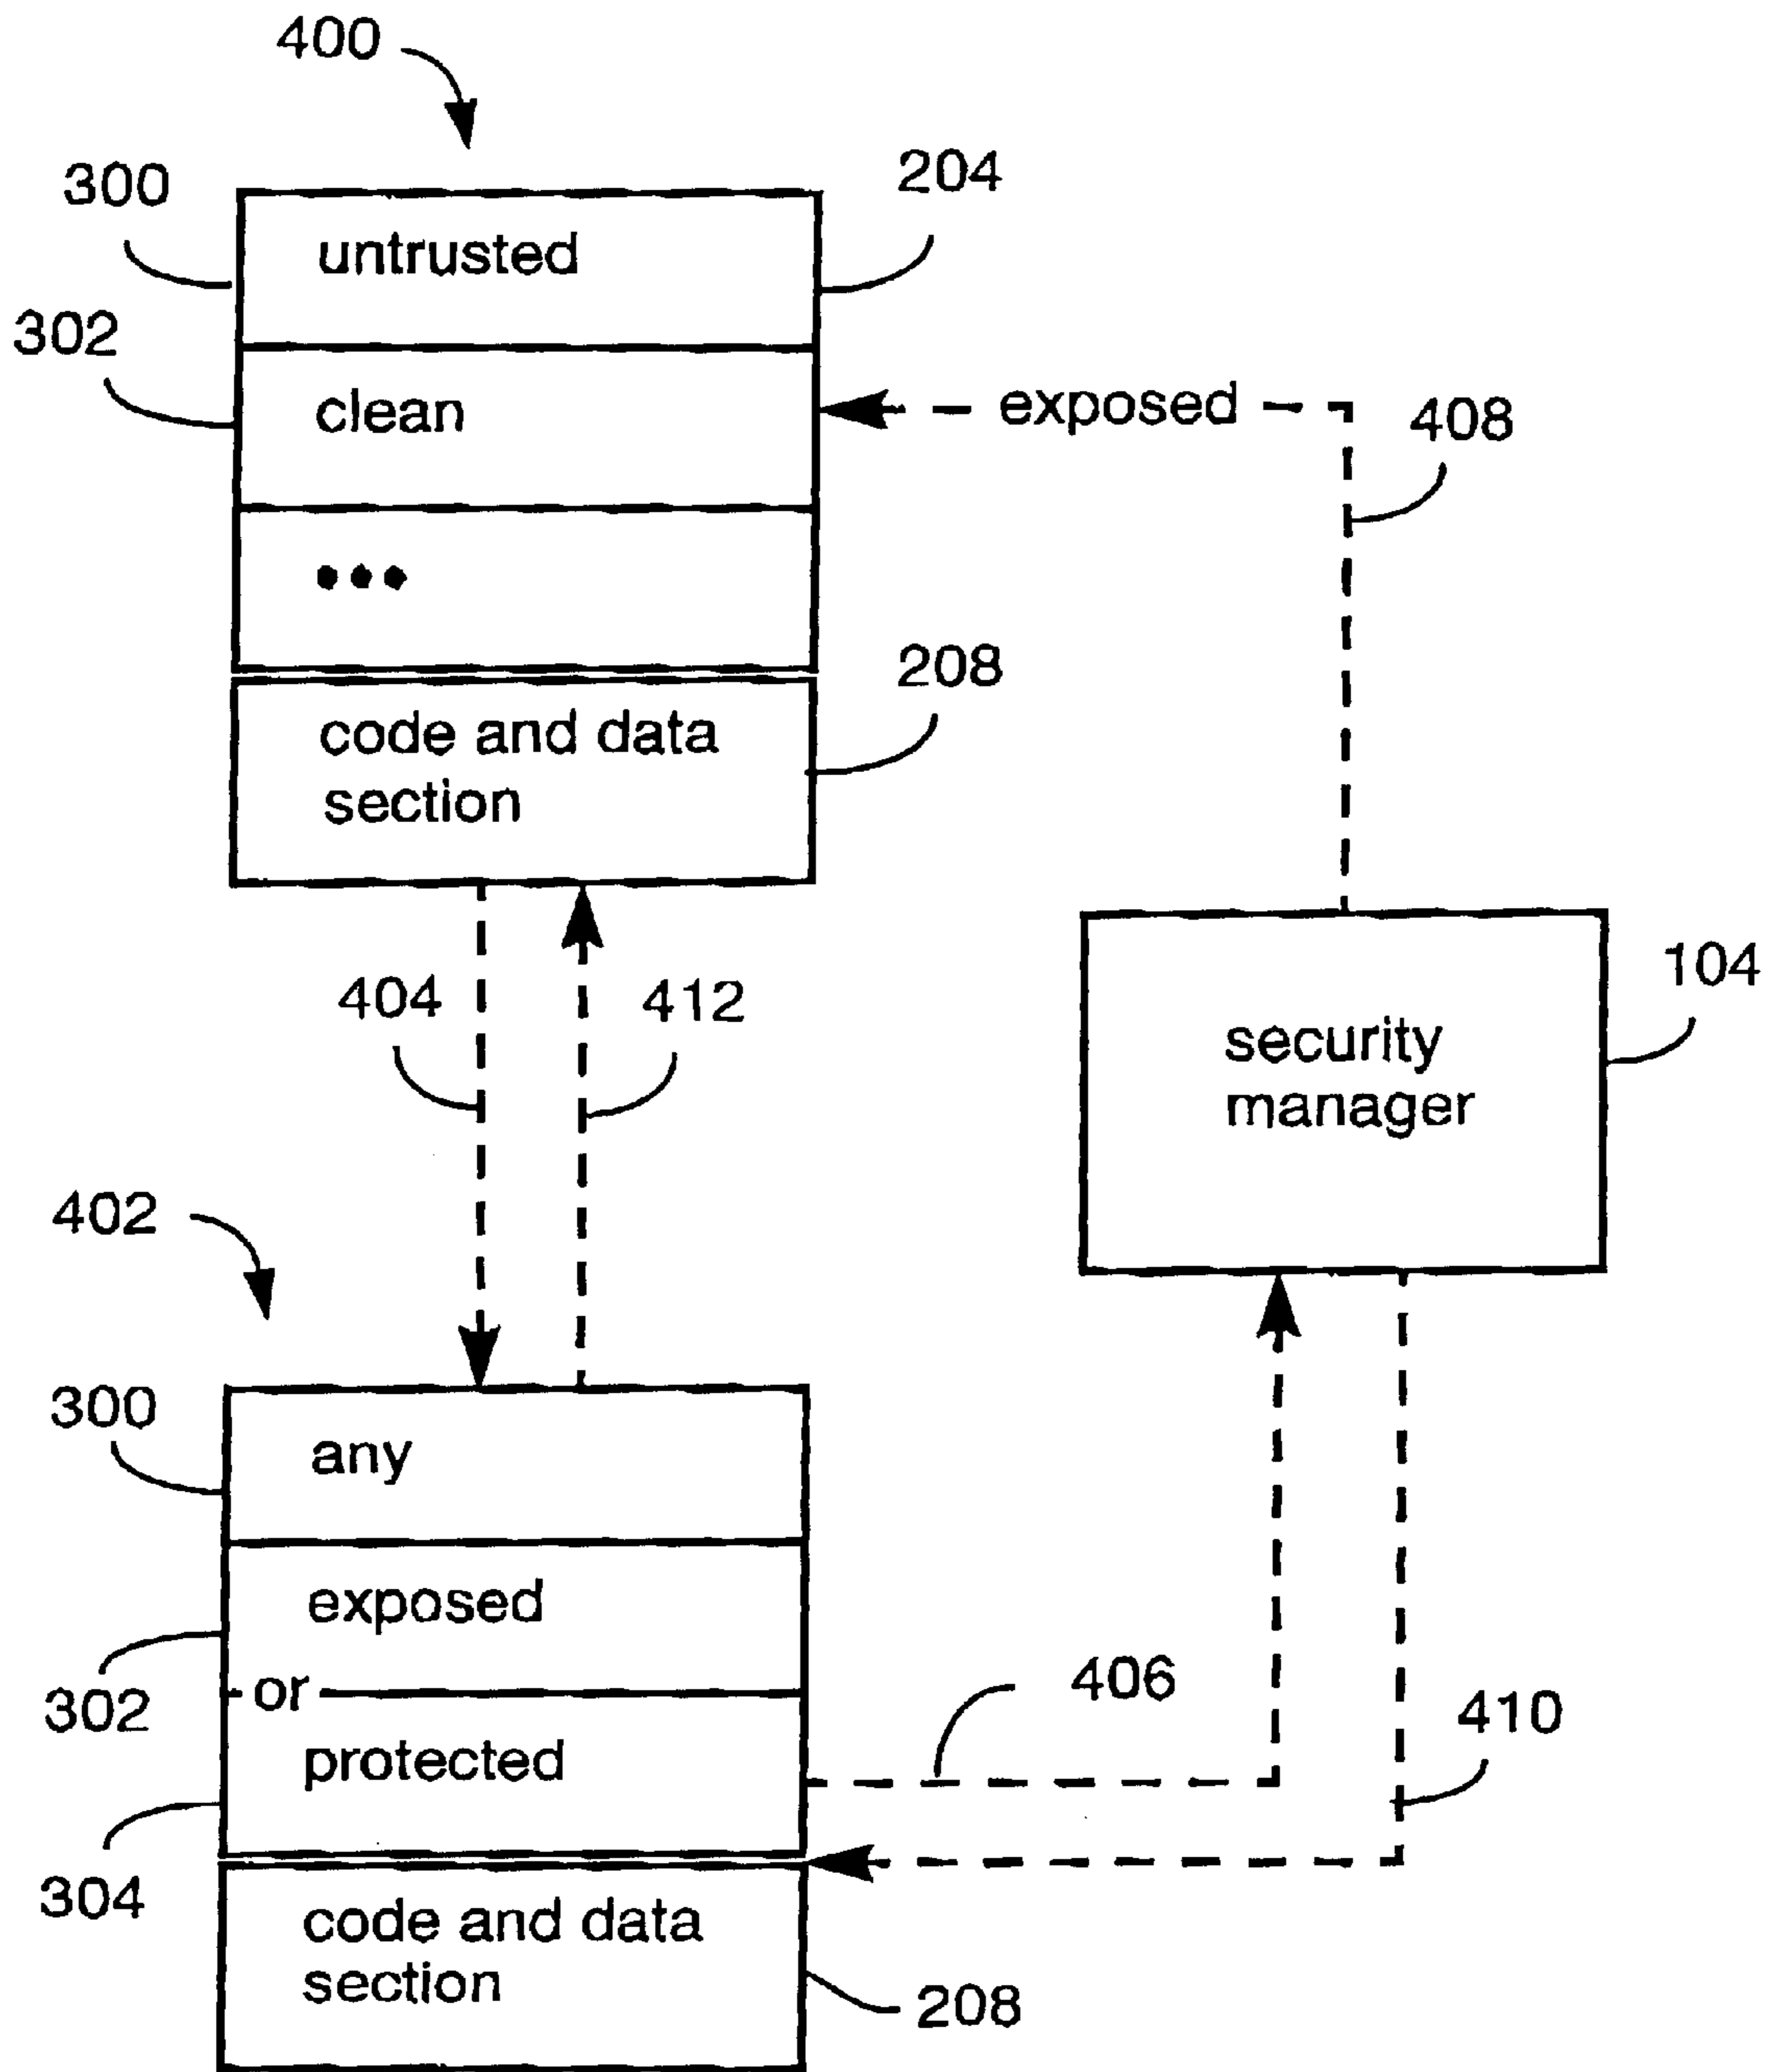 400
300
204
untrusted
302
clean
exposed
408
•••
208
code and data
section
404
412
104
security
manager
402
300
any
exposed
302
or
406
410
protected
304
code and data
section
208